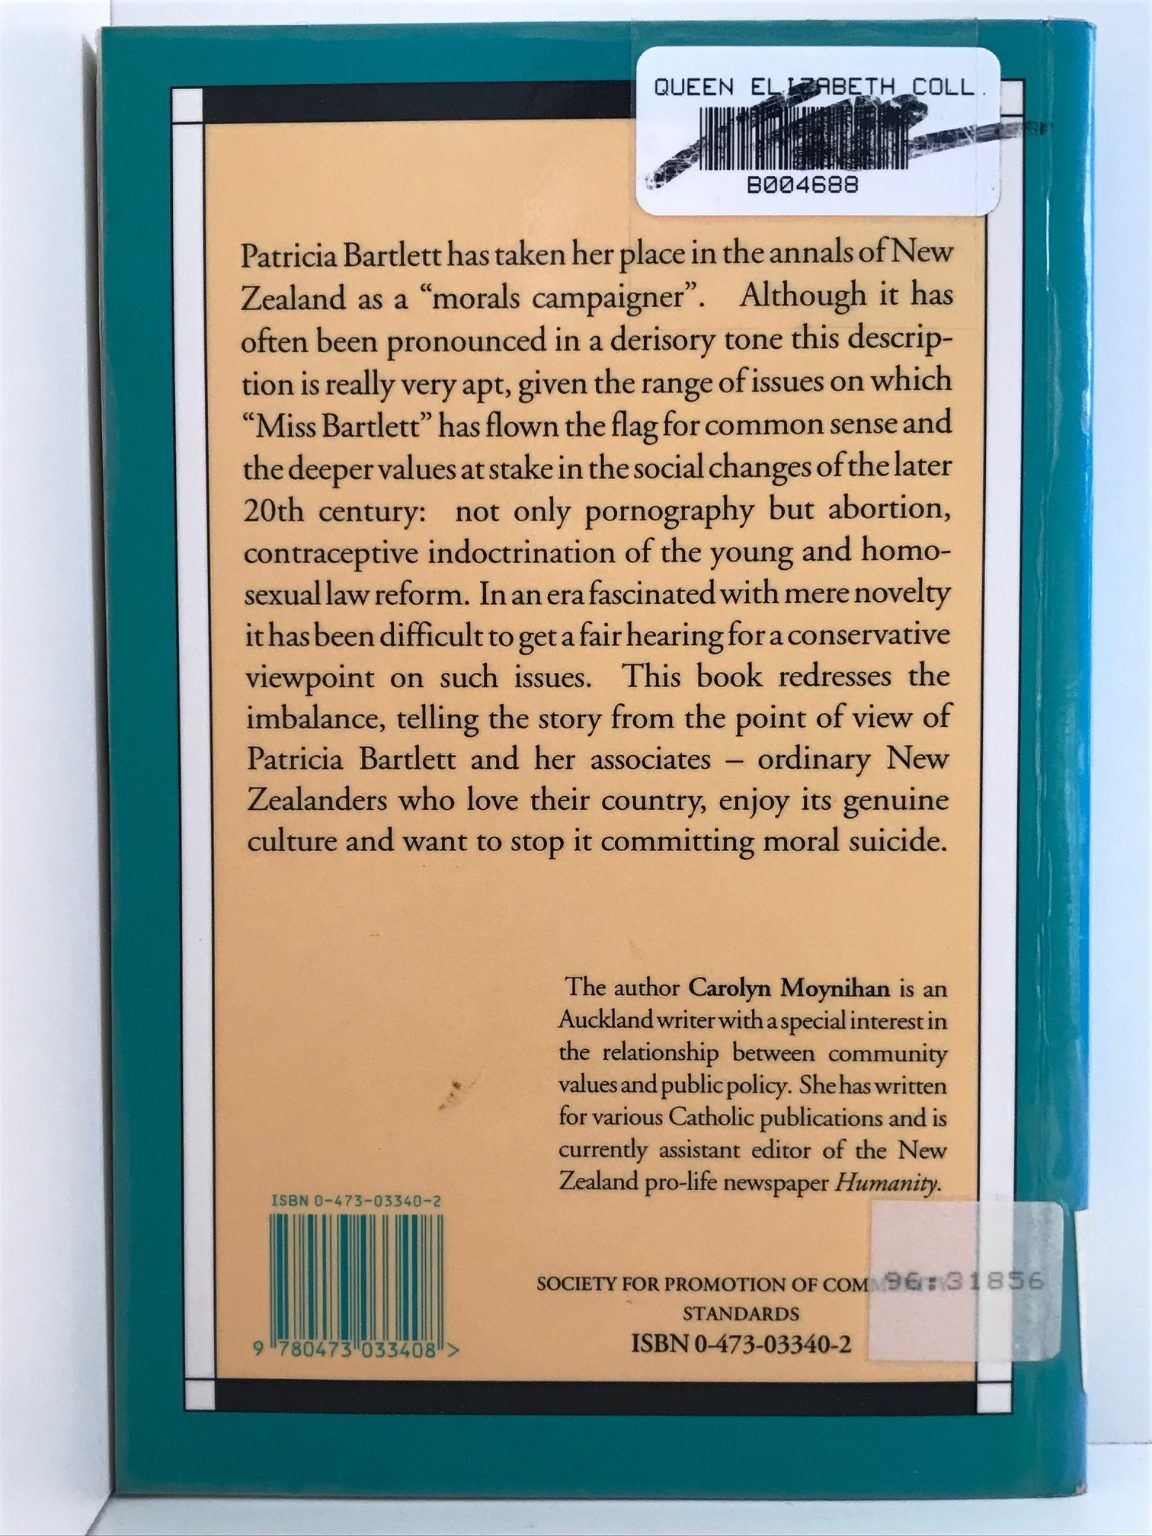 QUEEN ELIZABETH COLL.
B004688
Patricia Bartlett has taken her place in the annals of New
Zealand as a “morals campaigner”. Although it has
often been pronounced in a derisory tone this descrip-
tion is really very apt, given the range of issues on which
“Miss Bartlett” has flown the flag for common sense and
the deeper values at stake in the social changes of the later
20th century: not only pornography but abortion,
contraceptive indoctrination of the young and homo-
sexual law reform. In an era fascinated with mere novelty
it has been difficult to get a fair hearing for a conservative
viewpoint on such issues. This book redresses the
imbalance, telling the story from the point of view of
Patricia Bartlett and her associates – ordinary New
Zealanders who love their country, enjoy its genuine
culture and want to stop it committing moral suicide.
The author Carolyn Moynihan is an
Auckland writer with a special interest in
the relationship between community
values and public policy. She has written
for various Catholic publications and is
currently assistant editor of the New
Zealand pro-life newspaper Humanity.
ISBN 0-473-03340-2
9 780473 033408 >
SOCIETY FOR PROMOTION OF COM
96:31856
STANDARDS
ISBN 0-473-03340-2